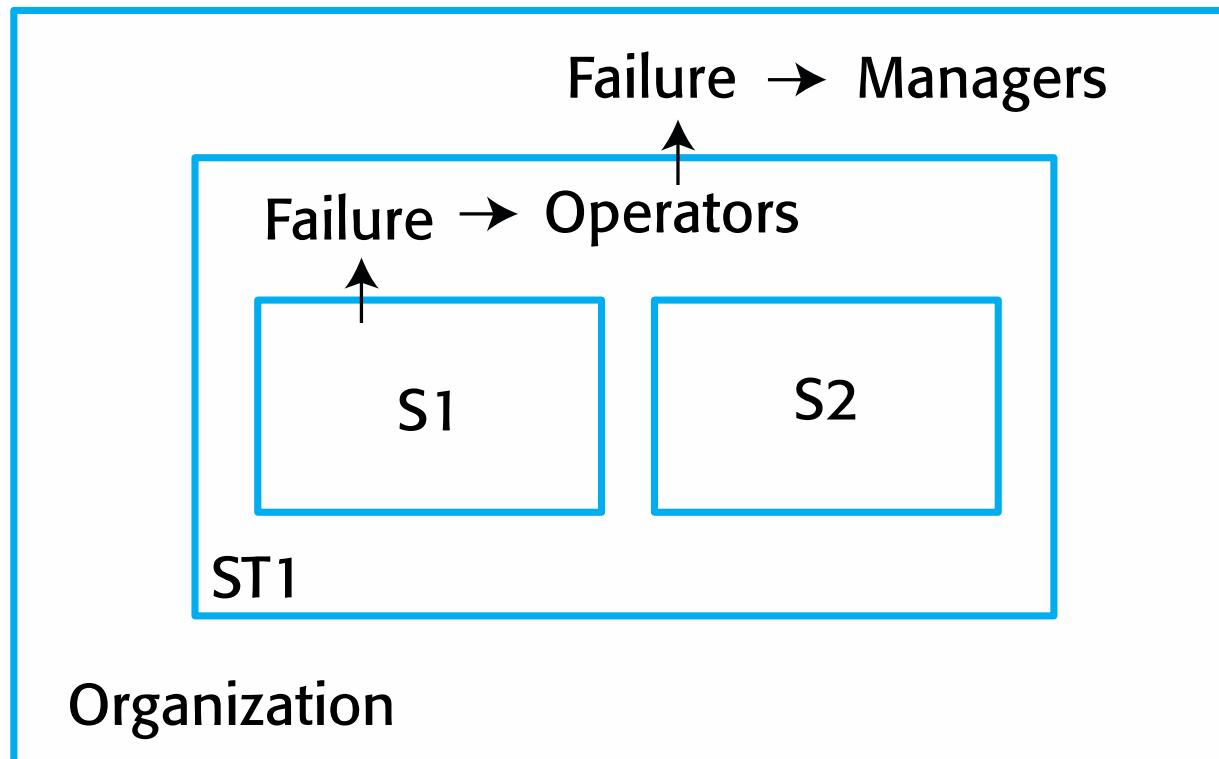 Failure → Managers
Failure → Operators
S1
S2
ST1
Organization